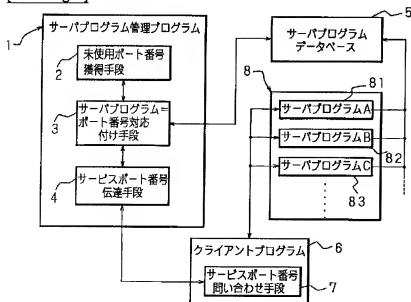 1
サーバプログラム管理プログラム
2
未使用ポート番号
獲得手段
3
サーバプログラム=
ポート番号対応
付け手段
4
サービスポート番号
伝達手段
5
サーバプログラム
データベース
8
81
サーバプログラムA
サーバプログラムB
82
サーバプログラムC
83
クライアントプログラム
6
サービスポート番号
問い合わせ手段
7